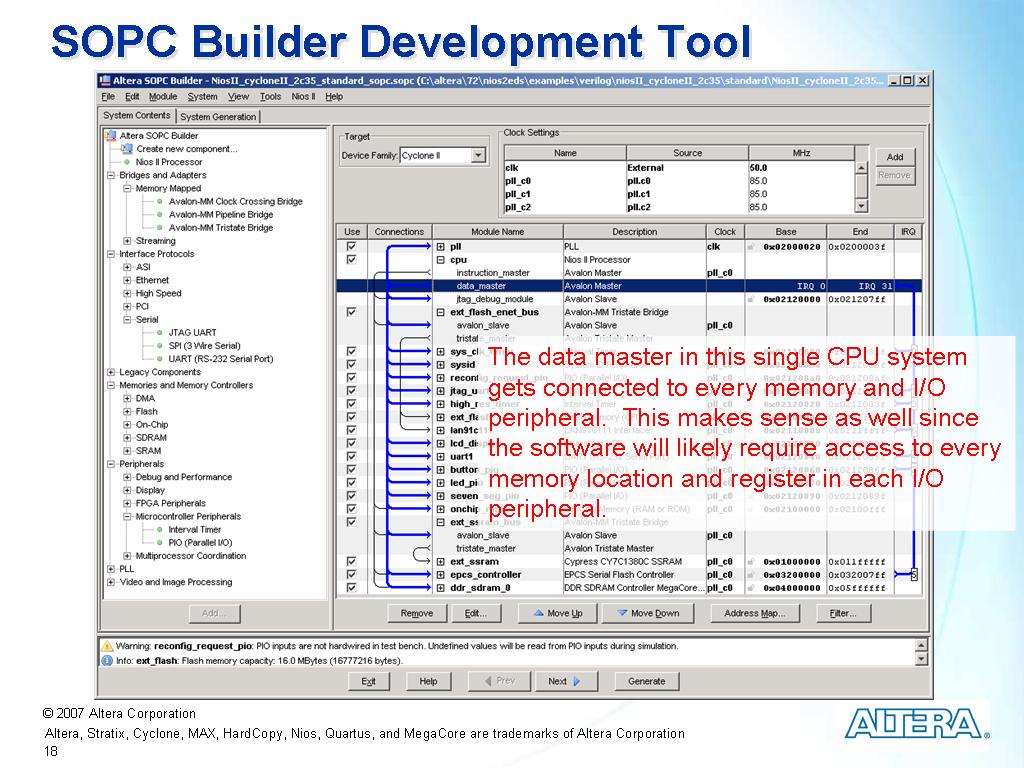 SOPC Builder Development Tool
Altera SOPC Builder - NiosII_cycloneII_2c35_standard_sopc.sopc (C:\altera\72\nios2eds\examples\verilog\niosII_cycloneII_2c35\standard\NiosII_cycloneII_2c35...
File Edit Module System View Tools Nios II Help
System Contents System Generation
Altera SOPC Builder
Create new component...
Nios II Processor
Bridges and Adapters
Memory Mapped
Avalon-MM Clock Crossing Bridge
Avalon-MM Pipeline Bridge
Avalon-MM Tristate Bridge
Streaming
Interface Protocols
ASI
Ethernet
High Speed
PCI
Serial
JTAG UART
SPI (3 Wire Serial)
UART (RS-232 Serial Port)
Legacy Components
Memories and Memory Controllers
DMA
Flash
On-Chip
SDRAM
SRAM
Peripherals
Debug and Performance
Display
FPGA Peripherals
Microcontroller Peripherals
Interval Timer
PIO (Parallel I/O)
Multiprocessor Coordination
PLL
Video and Image Processing
Add...
Target
Device Family: Cyclone II
Clock Settings
Name Source MHz
clk External 50.0
pll_c0 pll.c0 85.0
pll_c1 pll.c1 85.0
pll_c2 pll.c2 85.0
Add
Remove
Use Connections Module Name Description Clock Base End IRQ
pll PLL clk 0x02000020 0x0200003f
cpu Nios II Processor
instruction_master Avalon Master pll_c0
data_master Avalon Master IRQ 0 IRQ 31
jtag_debug_module Avalon Slave 0x02120000 0x021207ff
ext_flash_enet_bus Avalon-MM Tristate Bridge
avalon_slave Avalon Slave pll_c0
tristate_master Avalon Tristate Master
sys_cl
sysid
reconfig_request_pio PIO (Parallel I/O)
jtag_u
high_res_timer Interval Timer
ext_fla
lan91c111 LAN91C111 Interface
lcd_dis
uart1
button_pio PIO (Parallel I/O)
led_pi
seven_seg_pio PIO (Parallel I/O) 0x02120890 0x0212089f
onchip Memory (RAM or ROM) 0x02100000
ext_ssram_bus Avalon-MM Tristate Bridge
avalon_slave Avalon Slave pll_c0
tristate_master Avalon Tristate Master
ext_ssram Cypress CY7C1380C SSRAM pll_c0 0x01000000 0x011fffff
epcs_controller EPCS Serial Flash Controller pll_c0 0x03200000 0x032007ff 5
ddr_sdram_0 DDR SDRAM Controller MegaCore... pll_c0 0x04000000 0x05ffffff
The data master in this single CPU system
gets connected to every memory and I/O
peripheral. This makes sense as well since
the software will likely require access to every
memory location and register in each I/O
peripheral.
Remove Edit... Move Up Move Down Address Map... Filter...
Warning: reconfig_request_pio: PIO inputs are not hardwired in test bench. Undefined values will be read from PIO inputs during simulation.
Info: ext_flash: Flash memory capacity: 16.0 MBytes (16777216 bytes).
Exit Help Prev Next Generate
© 2007 Altera Corporation
Altera, Stratix, Cyclone, MAX, HardCopy, Nios, Quartus, and MegaCore are trademarks of Altera Corporation
18
ALTERA®